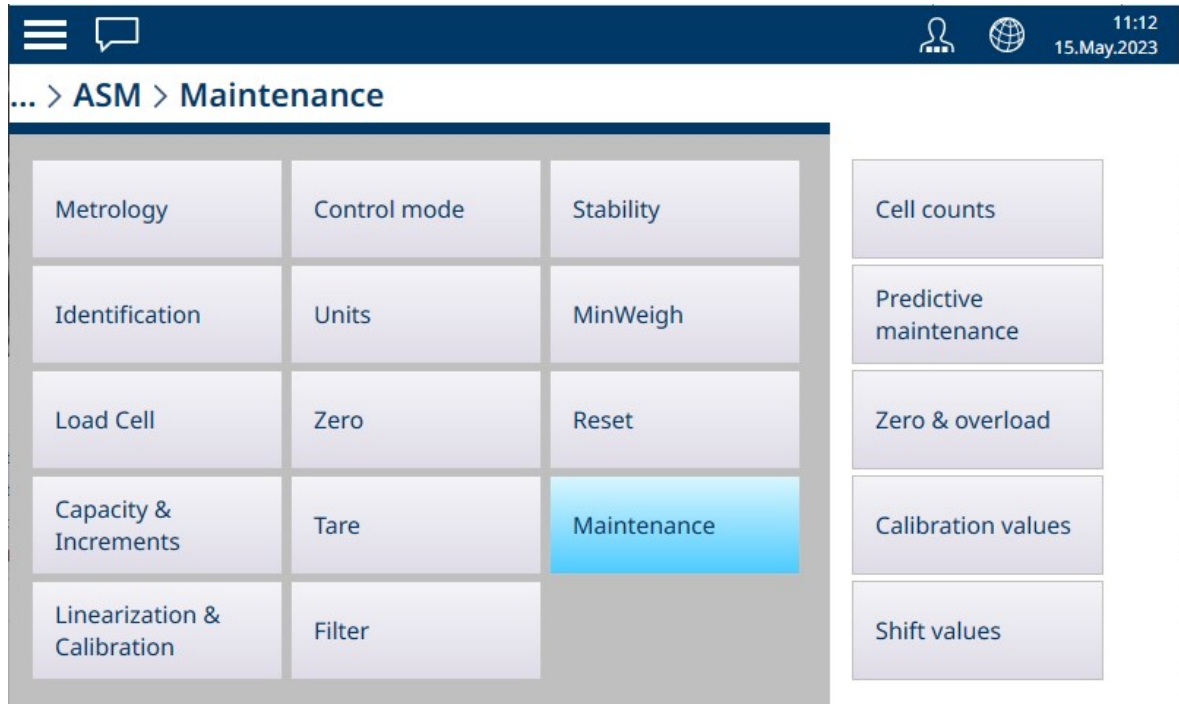 11:12
15.May.2023
... > ASM > Maintenance
Metrology
Control mode
Stability
Cell counts
Identification
Units
MinWeigh
Predictive
maintenance
Load Cell
Zero
Reset
Zero & overload
Capacity &
Increments
Tare
Maintenance
Calibration values
Linearization &
Calibration
Filter
Shift values